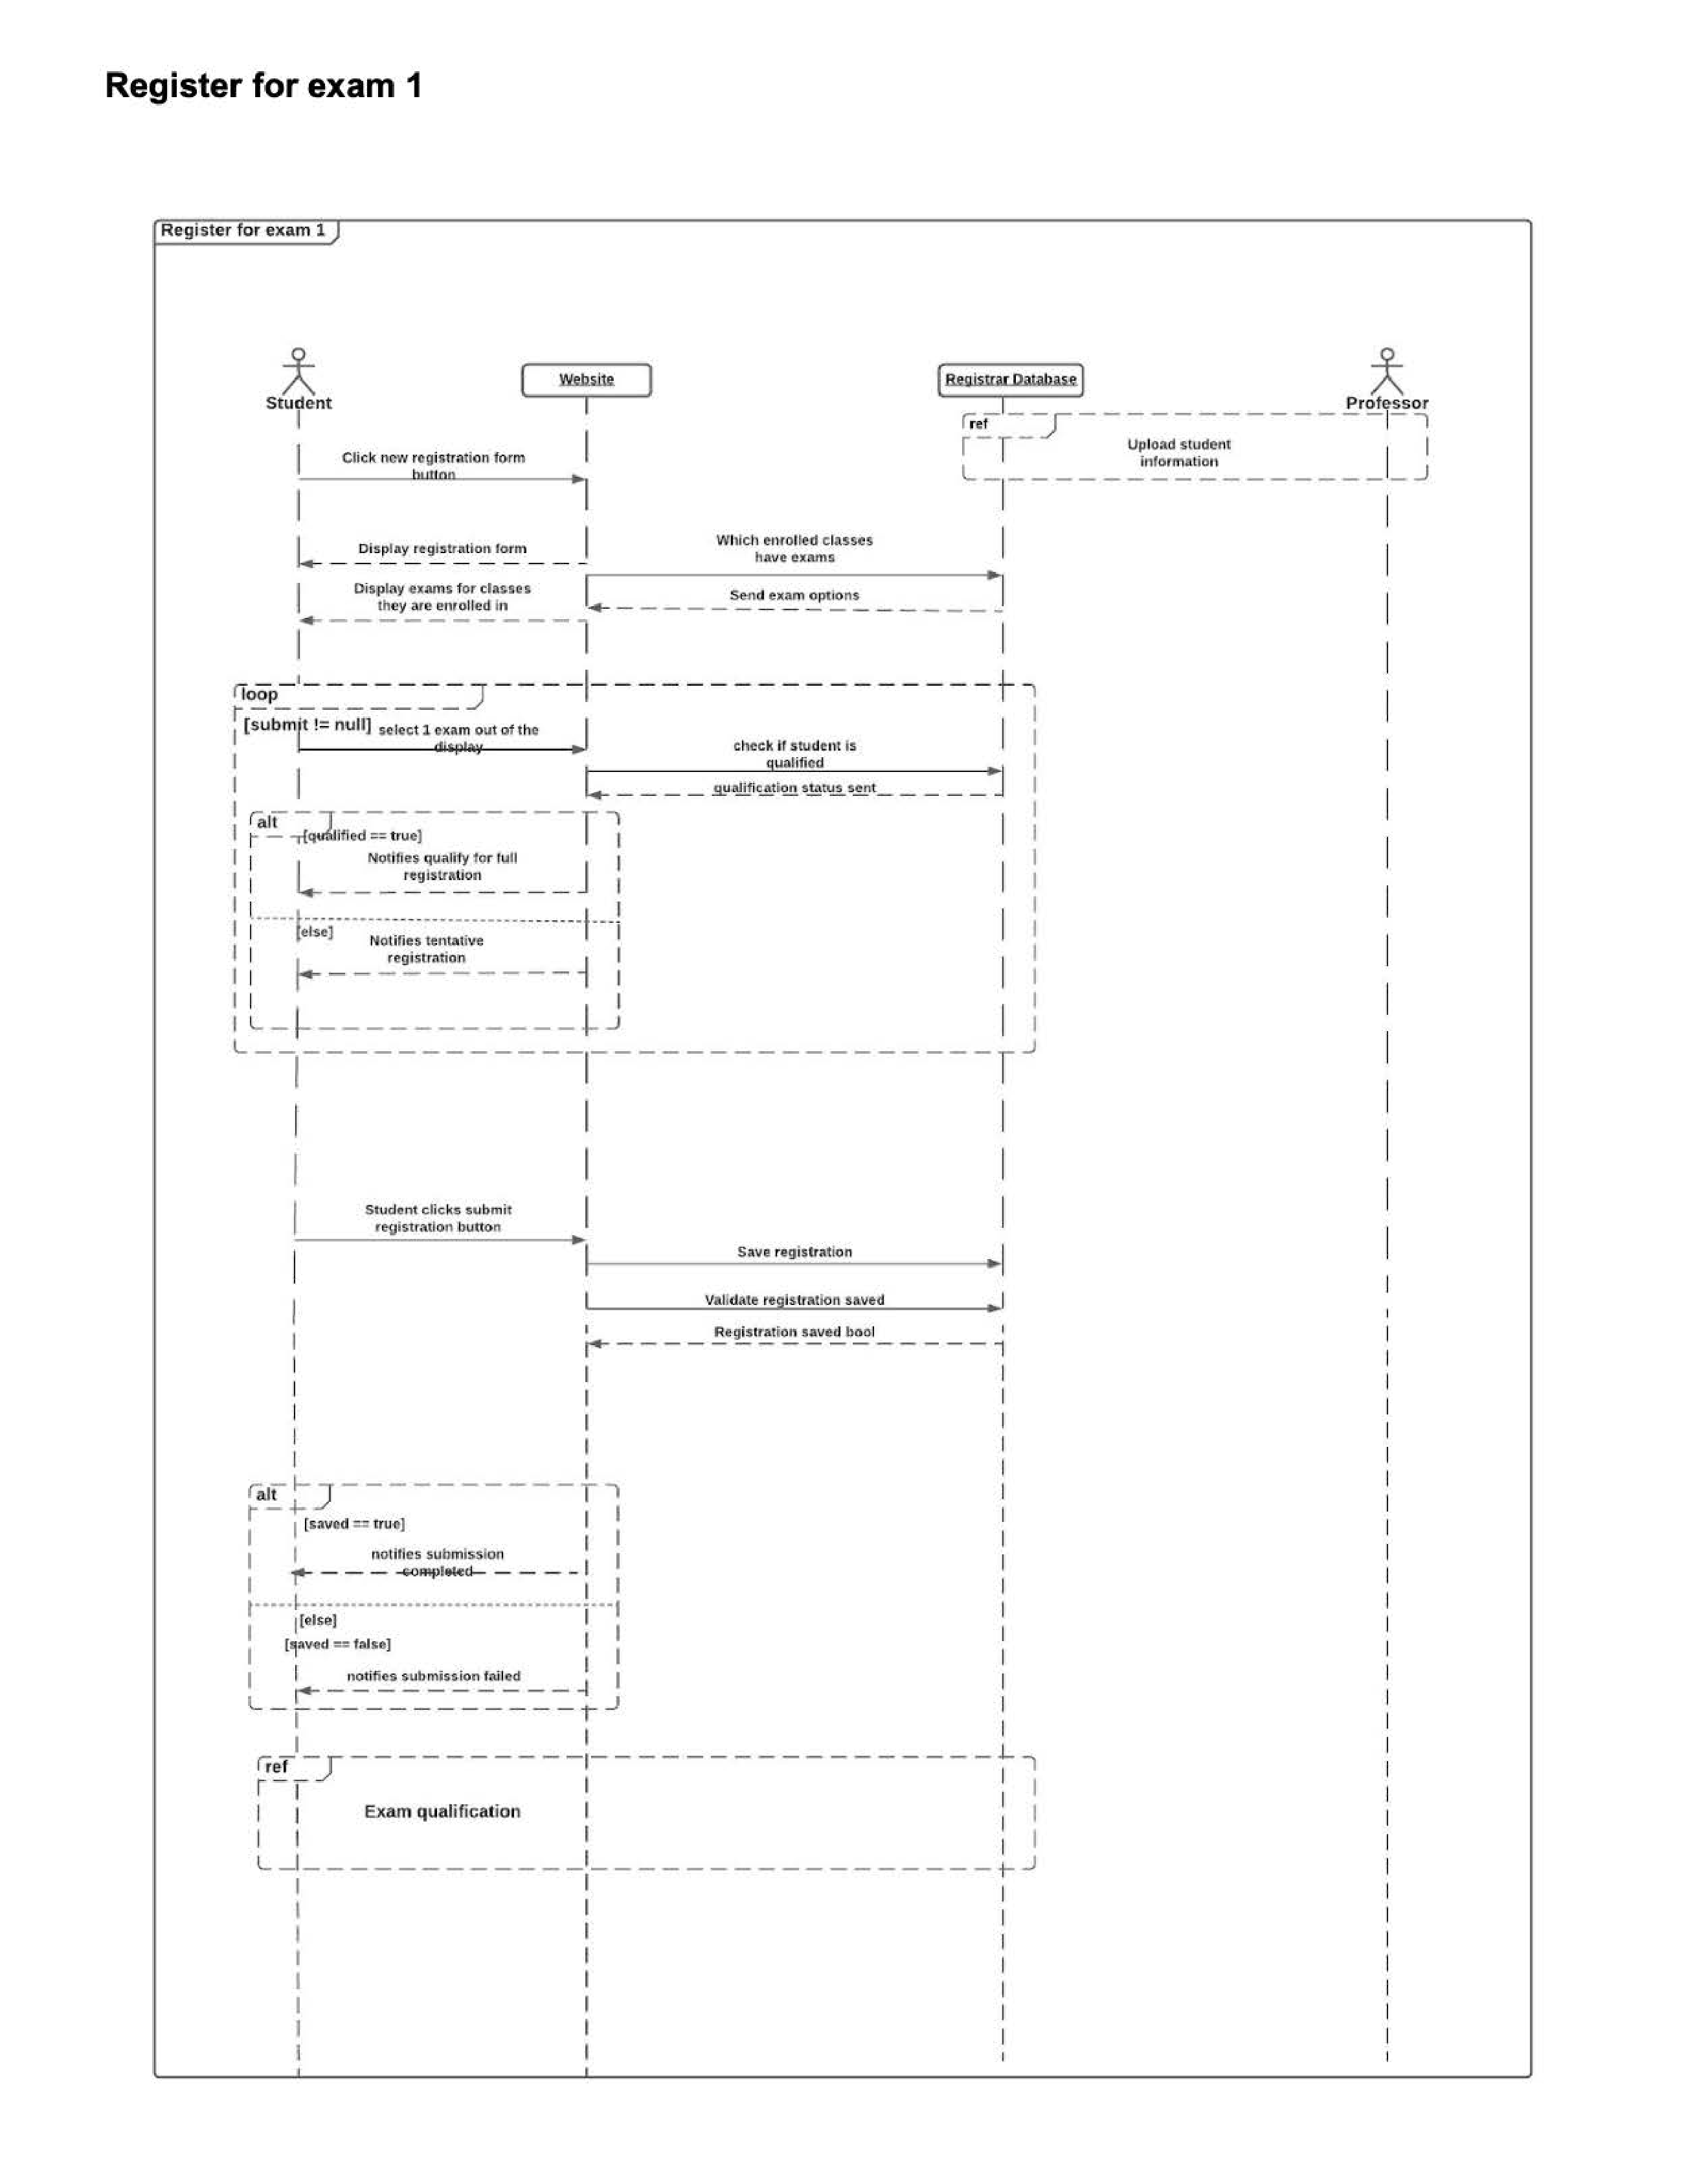 Register for exam 1
Register for exam 1
Student
Website
Registrar Database
Professor
ref
Upload student
information
Click new registration form
button
Display registration form
Which enrolled classes
have exams
Display exams for classes
they are enrolled in
Send exam options
loop
[submit != null]
select 1 exam out of the
display
check if student is
qualified
qualification status sent
alt
[qualified == true]
Notifies qualify for full
registration
[else]
Notifies tentative
registration
Student clicks submit
registration button
Save registration
Validate registration saved
Registration saved bool
alt
[saved == true]
notifies submission
completed
[else]
[saved == false]
notifies submission failed
ref
Exam qualification